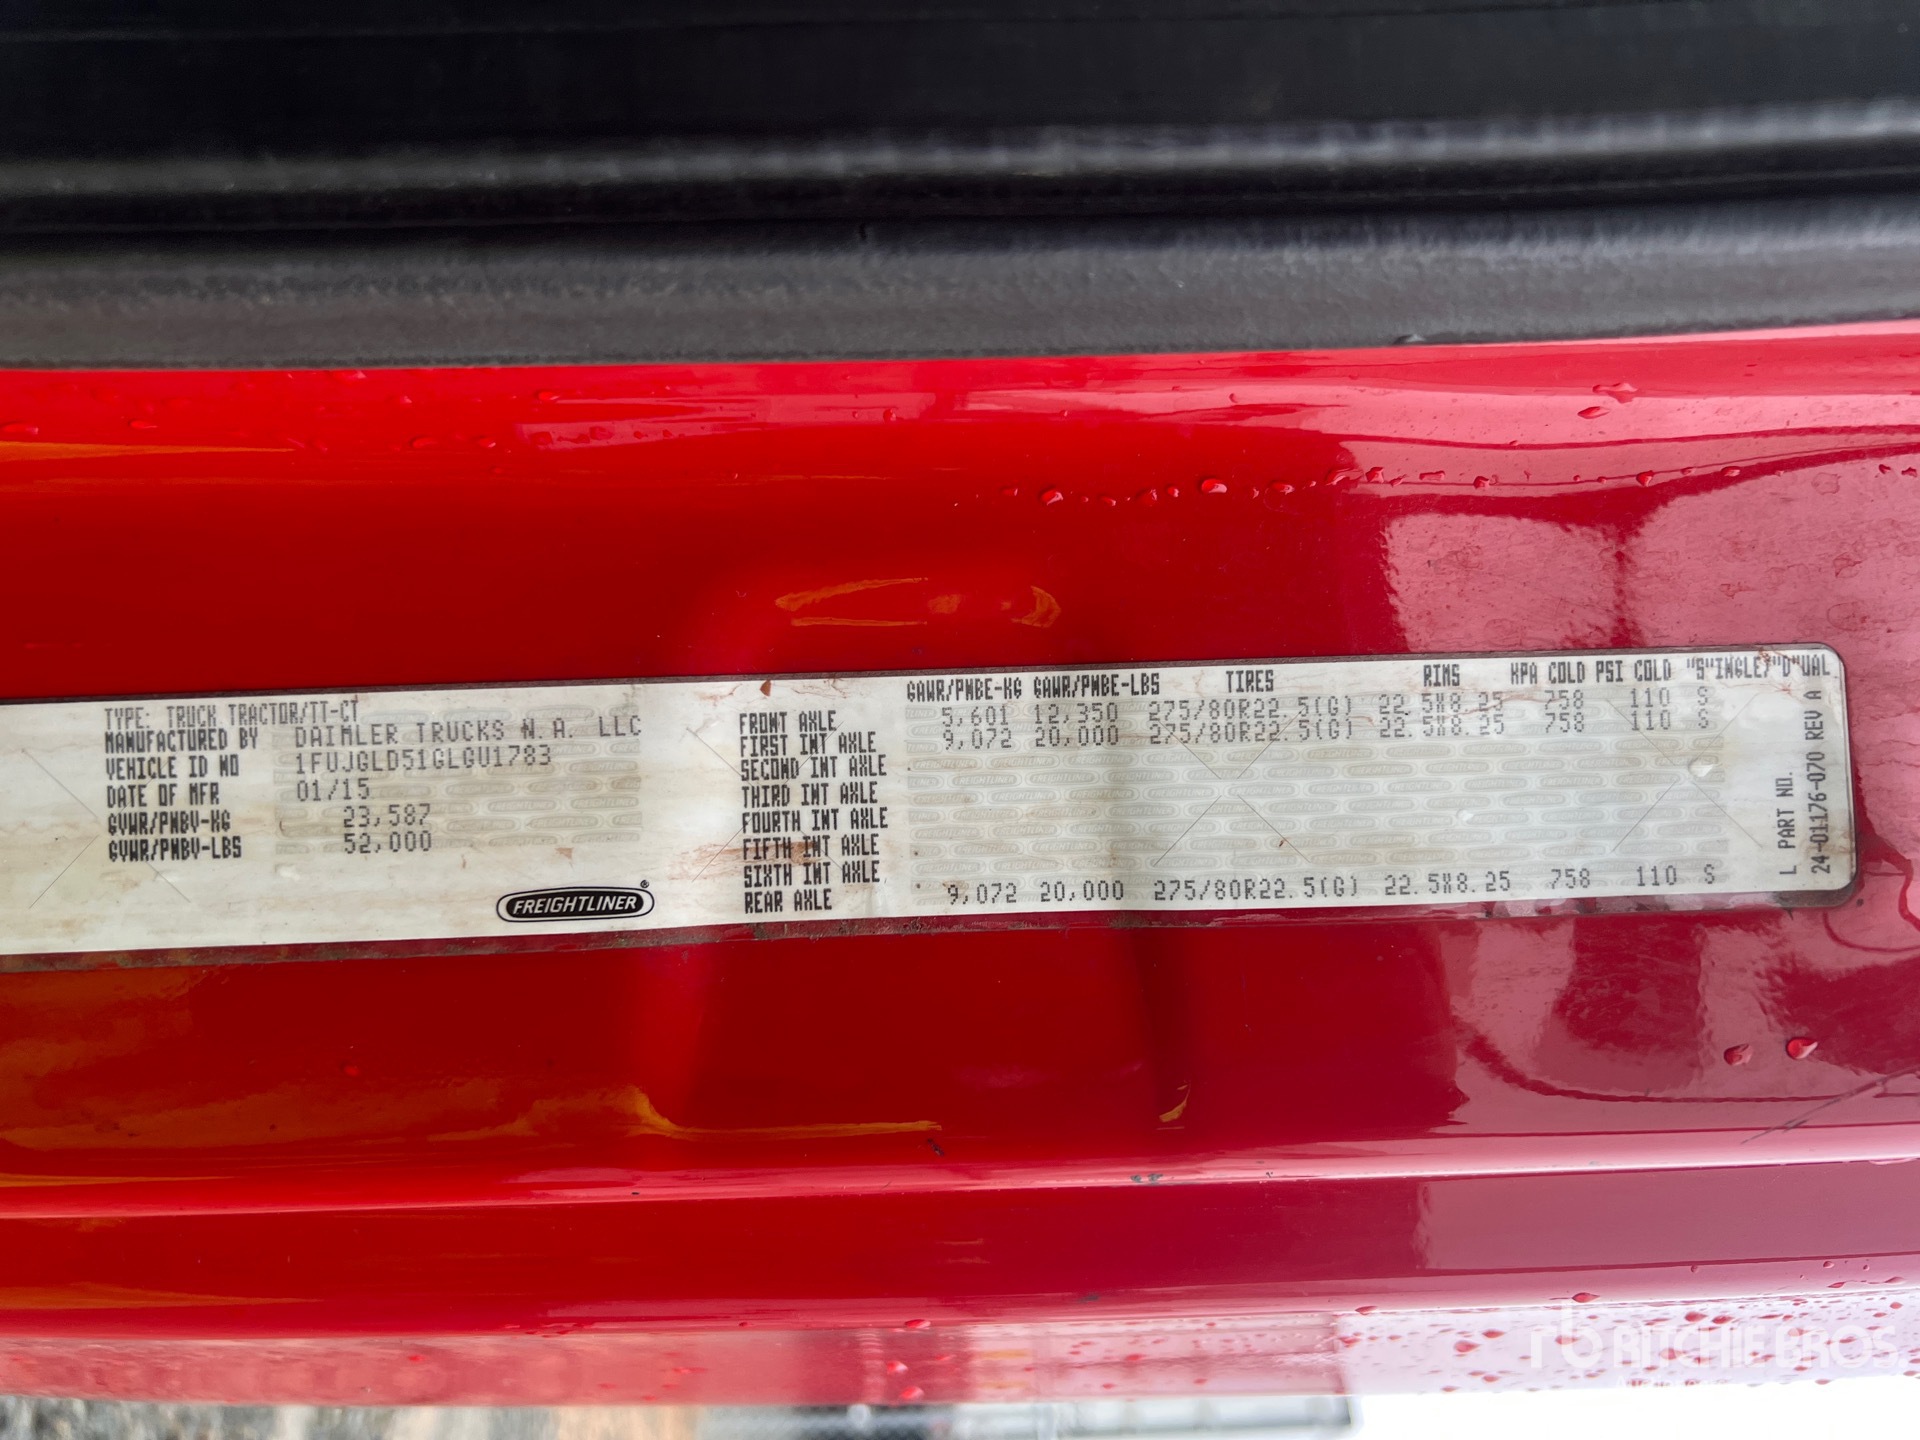 TYPE: TRUCK TRACTOR/TT-CT
MANUFACTURED BY DAIMLER TRUCKS N.A. LLC
VEHICLE ID NO 1FUJGLD51GLGU1783
DATE OF MFR 01/15
GVWR/PNBV-KG 23,587
GVWR/PNBV-LBS 52,000
FREIGHTLINER®
GAWR/PNBE-KG GAWR/PNBE-LBS TIRES RIMS KPA COLD PSI COLD "S"INGLE/"D"UAL
FRONT AXLE 5,601 12,350 275/80R22.5(G) 22.5X8.25 758 110 S
FIRST INT AXLE 9,072 20,000 275/80R22.5(G) 22.5X8.25 758 110 S
SECOND INT AXLE
THIRD INT AXLE
FOURTH INT AXLE
FIFTH INT AXLE
SIXTH INT AXLE
REAR AXLE 9,072 20,000 275/80R22.5(G) 22.5X8.25 758 110 S
L PART NO.
24-01176-070 REV A
rb RITCHIE BROS.